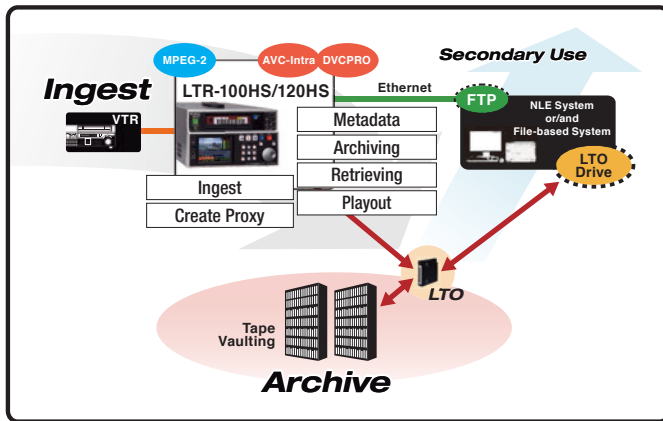 MPEG-2
AVC-Intra
DVCPRO
Secondary Use
Ingest
VTR
LTR-100HS/120HS
Ethernet
FTP
NLE System
or/and
File-based System
LTO
Drive
Metadata
Archiving
Retrieving
Playout
Ingest
Create Proxy
LTO
Tape
Vaulting
Archive